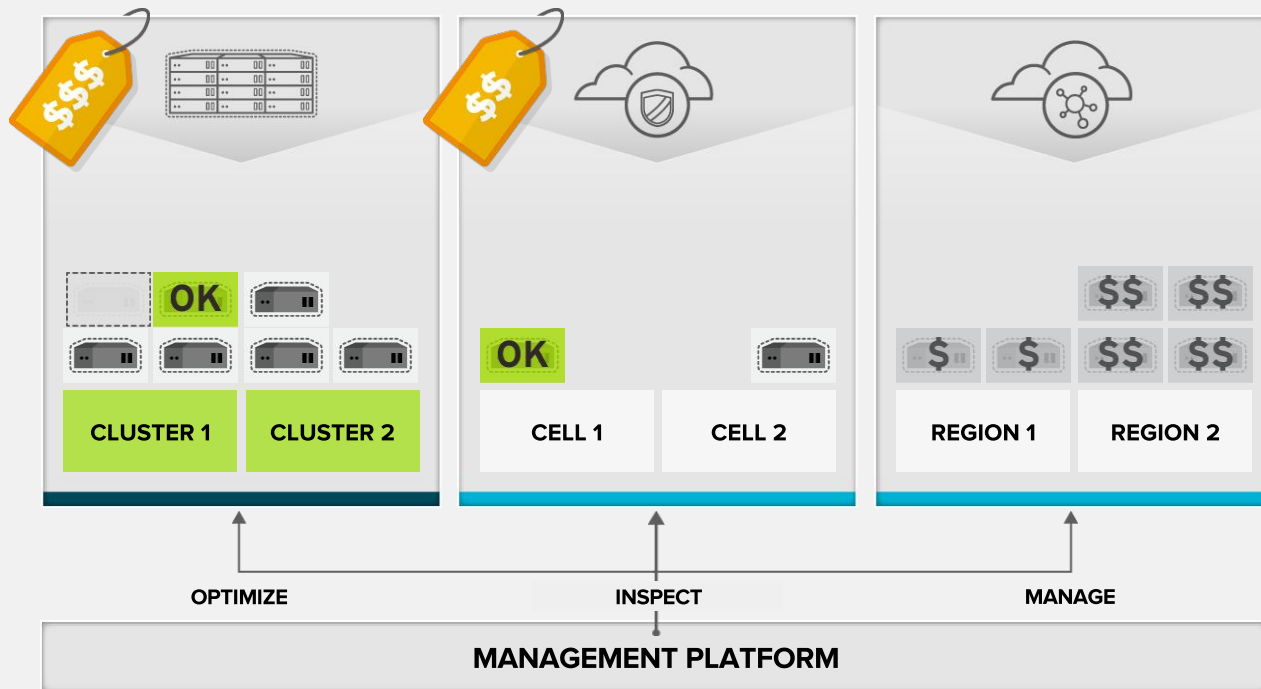 $$$
$$
OK
CLUSTER 1
CLUSTER 2
OK
CELL 1
CELL 2
$$
$$
$
$
$$
$$
REGION 1
REGION 2
OPTIMIZE
INSPECT
MANAGE
MANAGEMENT PLATFORM